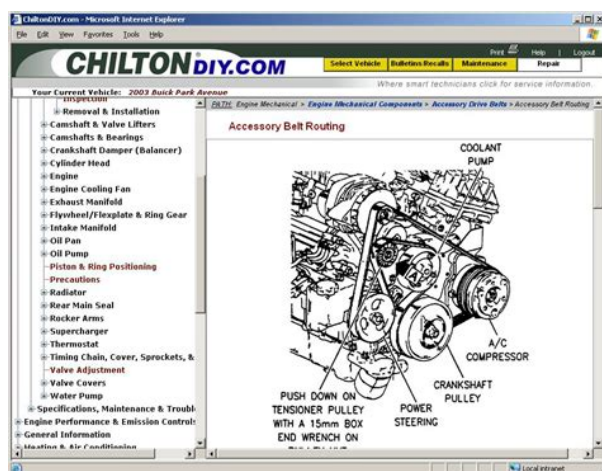 ChiltonDIY.com - Microsoft Internet Explorer
File Edit View Favorites Tools Help
CHILTONDIY.COM
Print Help | Logout
Select Vehicle Bulletins Recalls Maintenance Repair
Where smart technicians click for service information.
Your Current Vehicle: 2003 Buick Park Avenue
PATH: Engine Mechanical > Engine Mechanical Components > Accessory Drive Belts > Accessory Belt Routing
Inspection
Removal & Installation
Camshaft & Valve Lifters
Camshafts & Bearings
Crankshaft Damper (Balancer)
Cylinder Head
Engine
Engine Cooling Fan
Exhaust Manifold
Flywheel/Flexplate & Ring Gear
Intake Manifold
Oil Pan
Oil Pump
Piston & Ring Positioning
Precautions
Radiator
Rear Main Seal
Rocker Arms
Supercharger
Thermostat
Timing Chain, Cover, Sprockets, &
Valve Adjustment
Valve Covers
Water Pump
Specifications, Maintenance & Troubl
Engine Performance & Emission Control
General Information
Heating & Air Conditioning
Accessory Belt Routing
COOLANT
PUMP
A/C
COMPRESSOR
CRANKSHAFT
PULLEY
POWER
STEERING
PUSH DOWN ON
TENSIONER PULLEY
WITH A 15mm BOX
END WRENCH ON
Local intranet